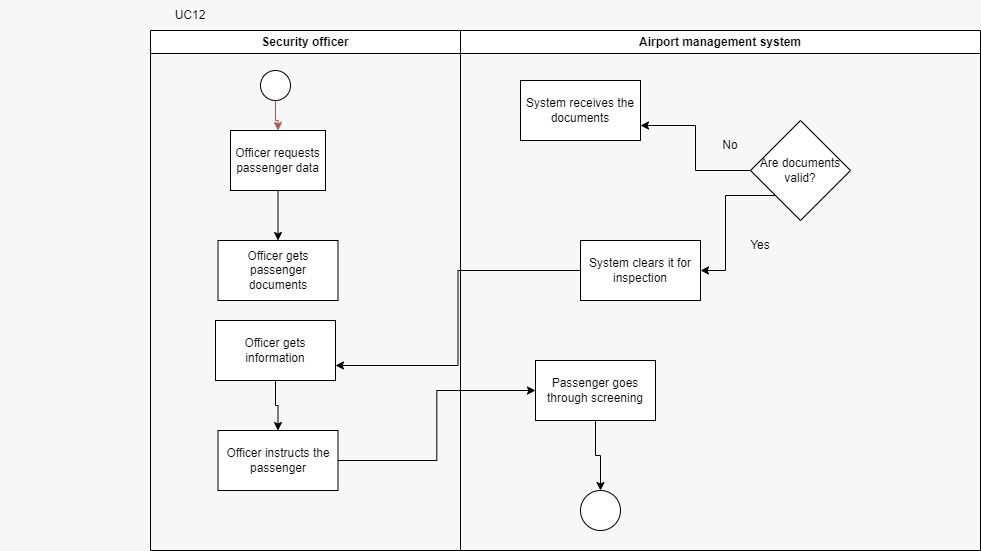 UC12
Security officer
Airport management system
Officer requests
passenger data
Officer gets
passenger
documents
Officer gets
information
Officer instructs the
passenger
System receives the
documents
No
Are documents
valid?
Yes
System clears it for
inspection
Passenger goes
through screening